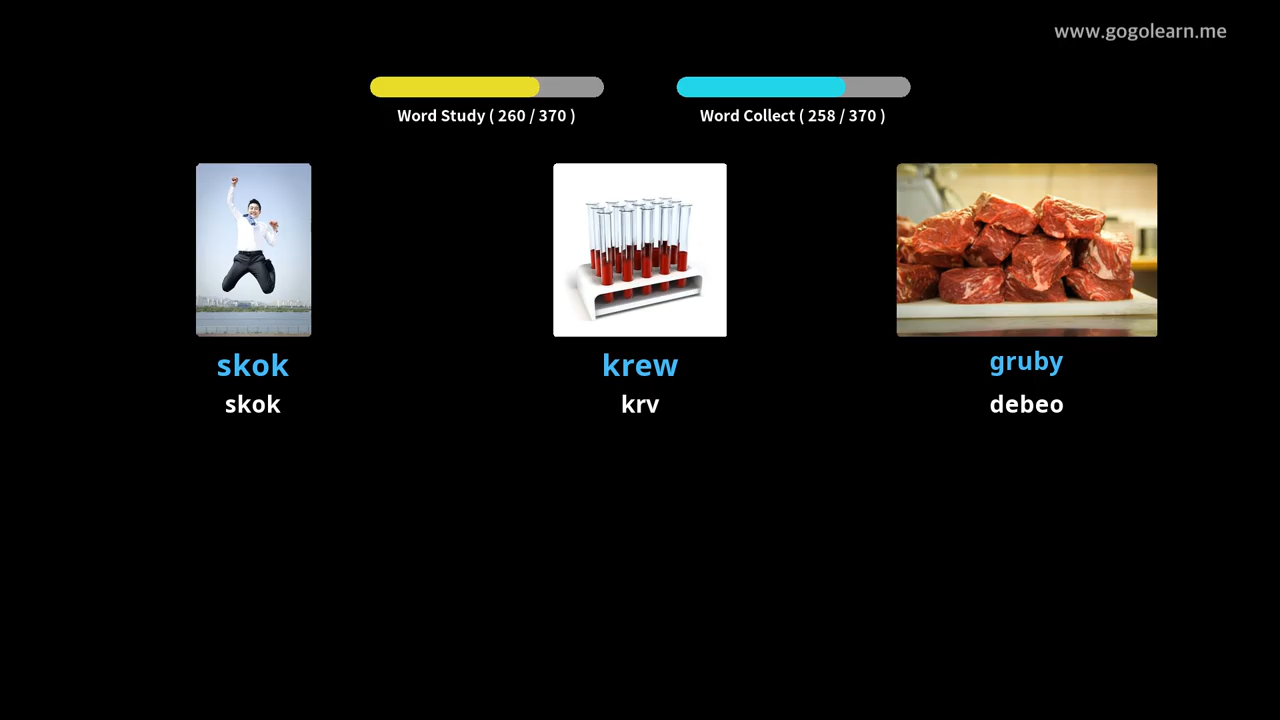 www.gogolearn.me
Word Study ( 260 / 370 )
Word Collect ( 258 / 370 )
skok
krew
gruby
skok
krv
debeo